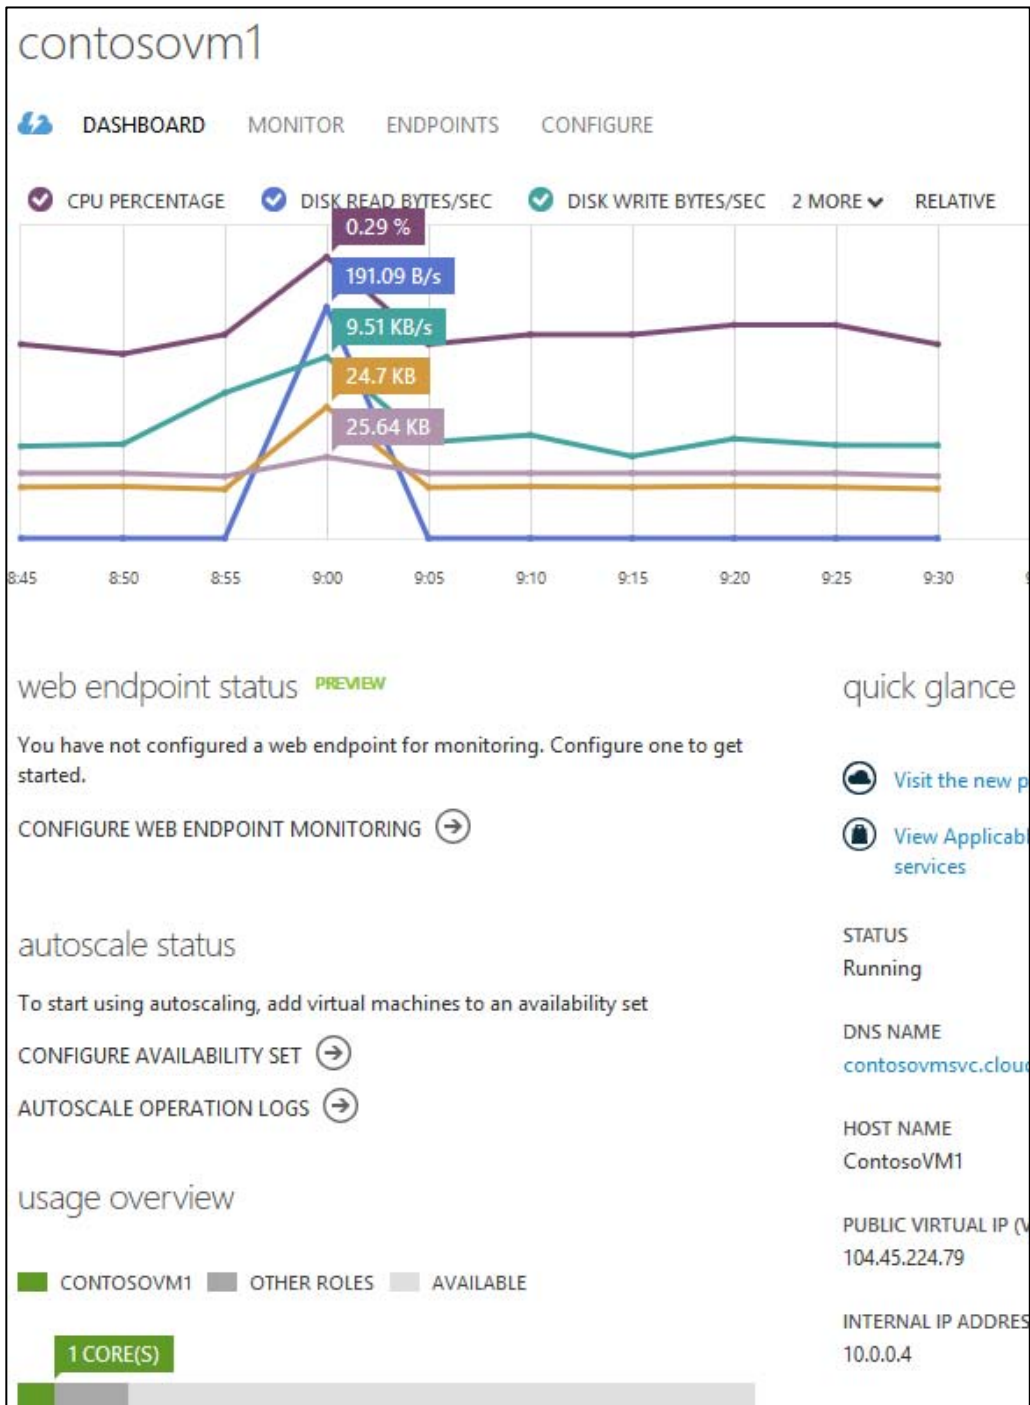 contosovm1
DASHBOARD MONITOR ENDPOINTS CONFIGURE
CPU PERCENTAGE DISK READ BYTES/SEC DISK WRITE BYTES/SEC 2 MORE RELATIVE
0.29 %
191.09 B/s
9.51 KB/s
24.7 KB
25.64 KB
8:45 8:50 8:55 9:00 9:05 9:10 9:15 9:20 9:25 9:30
web endpoint status PREVIEW
You have not configured a web endpoint for monitoring. Configure one to get
started.
CONFIGURE WEB ENDPOINT MONITORING
autoscale status
To start using autoscaling, add virtual machines to an availability set
CONFIGURE AVAILABILITY SET
AUTOSCALE OPERATION LOGS
usage overview
CONTOSOVM1 OTHER ROLES AVAILABLE
1 CORE(S)
quick glance
Visit the new
View
services
STATUS
Running
DNS NAME
contosovmsvc.clou
HOST NAME
ContosoVM1
PUBLIC VIRTUAL IP
104.45.224.79
INTERNAL IP
10.0.0.4